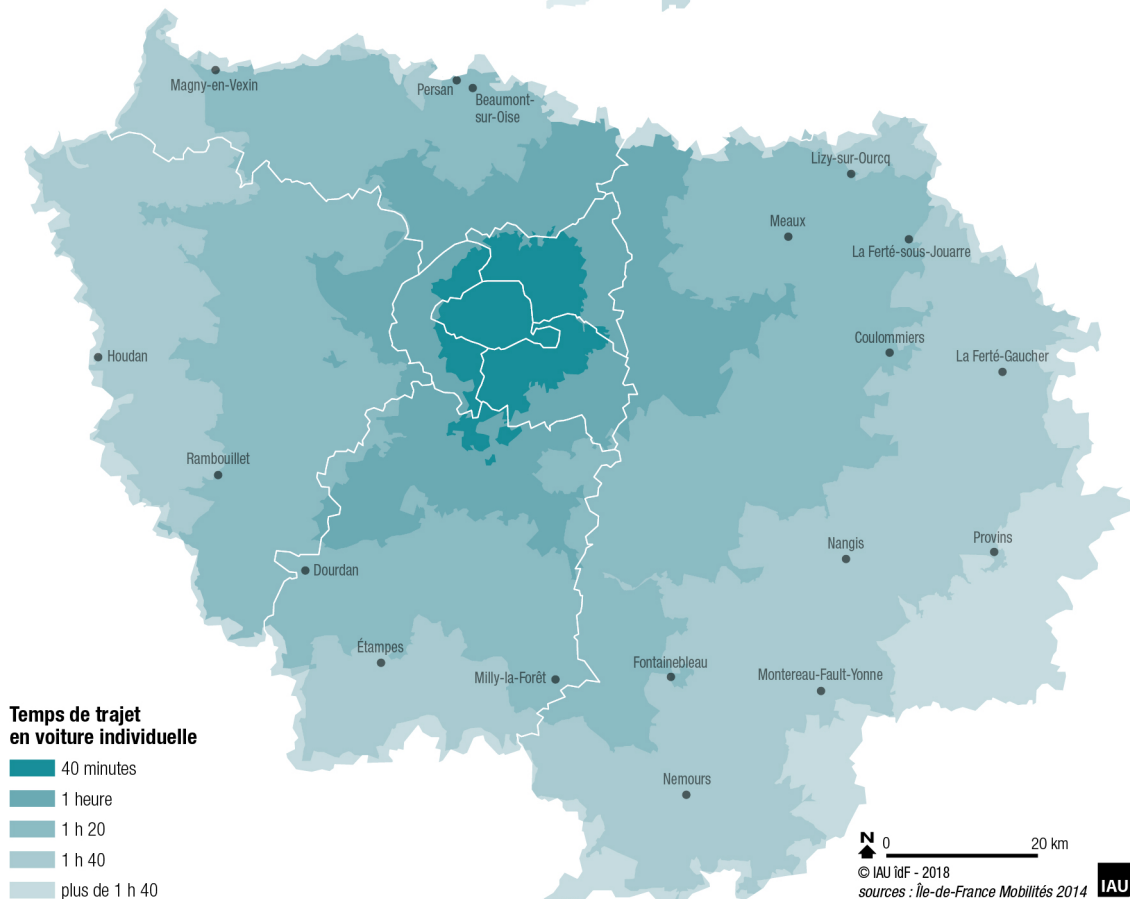 Magny-en-Vexin
Persan
Beaumont-
sur-Oise
Lizy-sur-Ourcq
Meaux
La Ferté-sous-Jouarre
Houdan
Coulommiers
La Ferté-Gaucher
Rambouillet
Nangis
Provins
Dourdan
Étampes
Milly-la-Forêt
Fontainebleau
Montereau-Fault-Yonne
Nemours
Temps de trajet
en voiture individuelle
40 minutes
1 heure
1 h 20
1 h 40
plus de 1 h 40
N 0 20 km
© IAU îdF - 2018
sources : Île-de-France Mobilités 2014
IAU